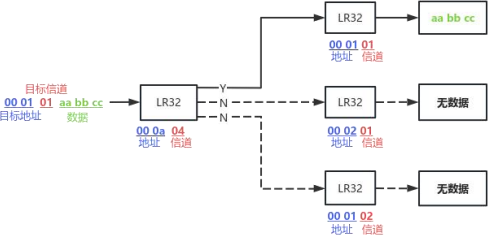 LR32
aa bb cc
00 01 01
地址 信道
目标信道
00 01 01 aa bb cc
目标地址 数据
LR32
Y
N
N
00 0a 04
地址 信道
LR32
无数据
00 02 01
地址 信道
LR32
无数据
00 01 02
地址 信道